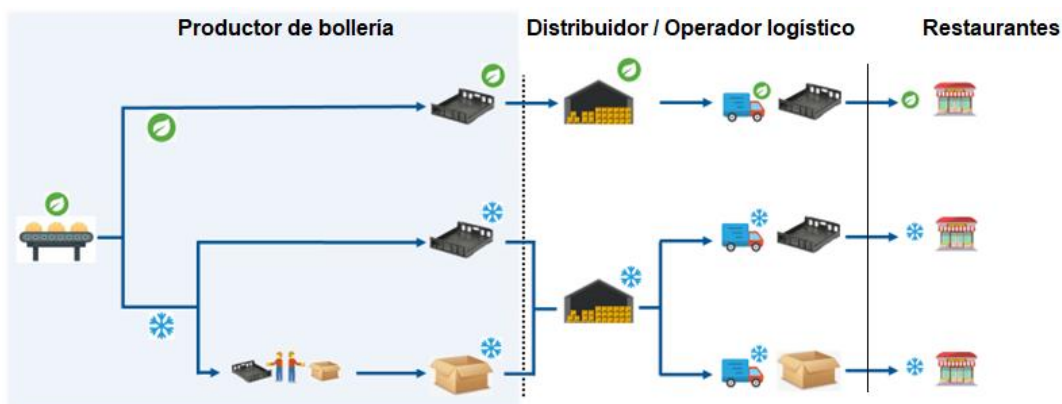 Productor de bollería
Distribuidor / Operador logístico
Restaurantes